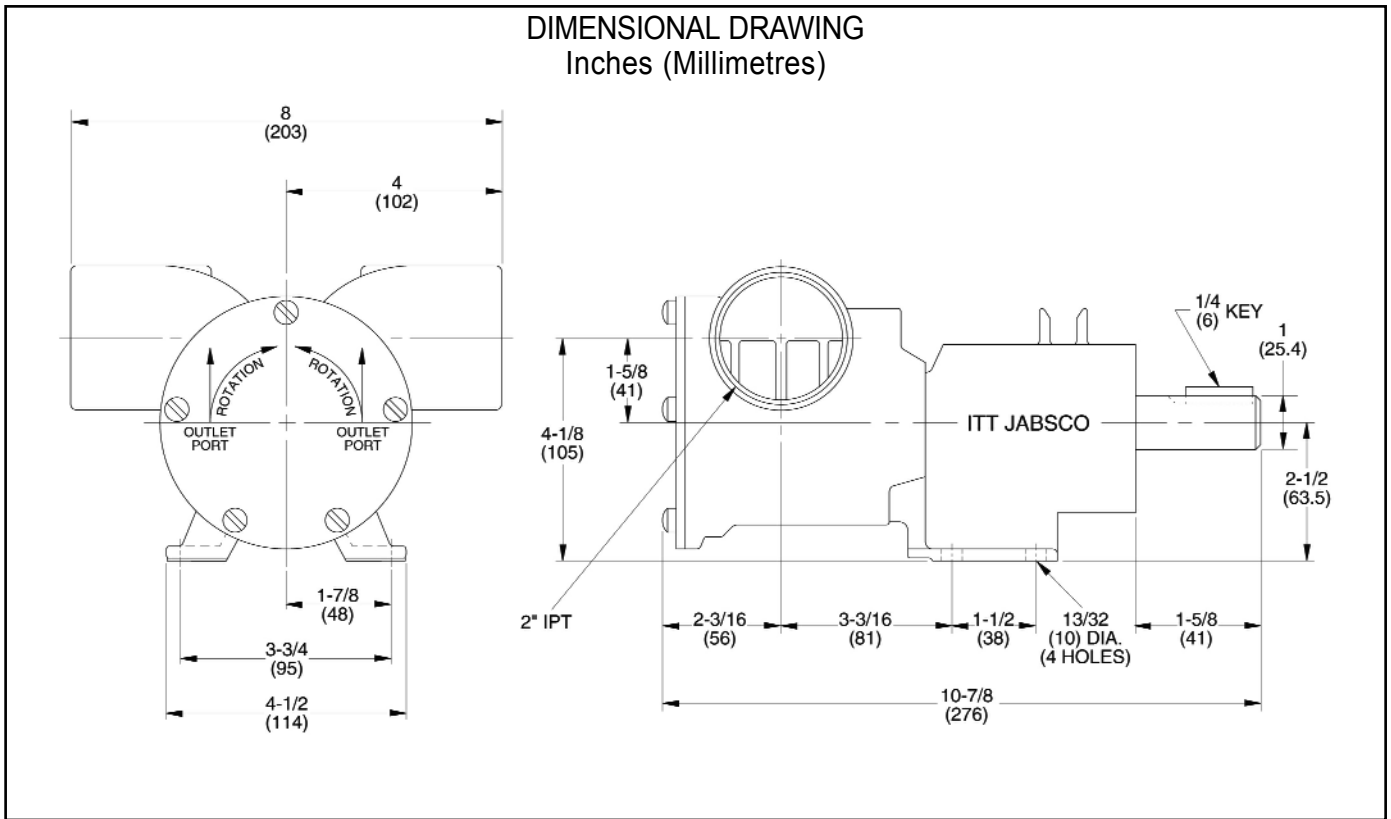 DIMENSIONAL DRAWING
Inches (Millimetres)
8
(203)
4
(102)
ROTATION
ROTATION
OUTLET
PORT
OUTLET
PORT
1-7/8
(48)
3-3/4
(95)
4-1/2
(114)
1-5/8
(41)
4-1/8
(105)
2" IPT
ITT JABSCO
1/4
(6) KEY
1
(25.4)
2-1/2
(63.5)
2-3/16
(56)
3-3/16
(81)
1-1/2
(38)
13/32
(10) DIA.
(4 HOLES)
1-5/8
(41)
10-7/8
(276)